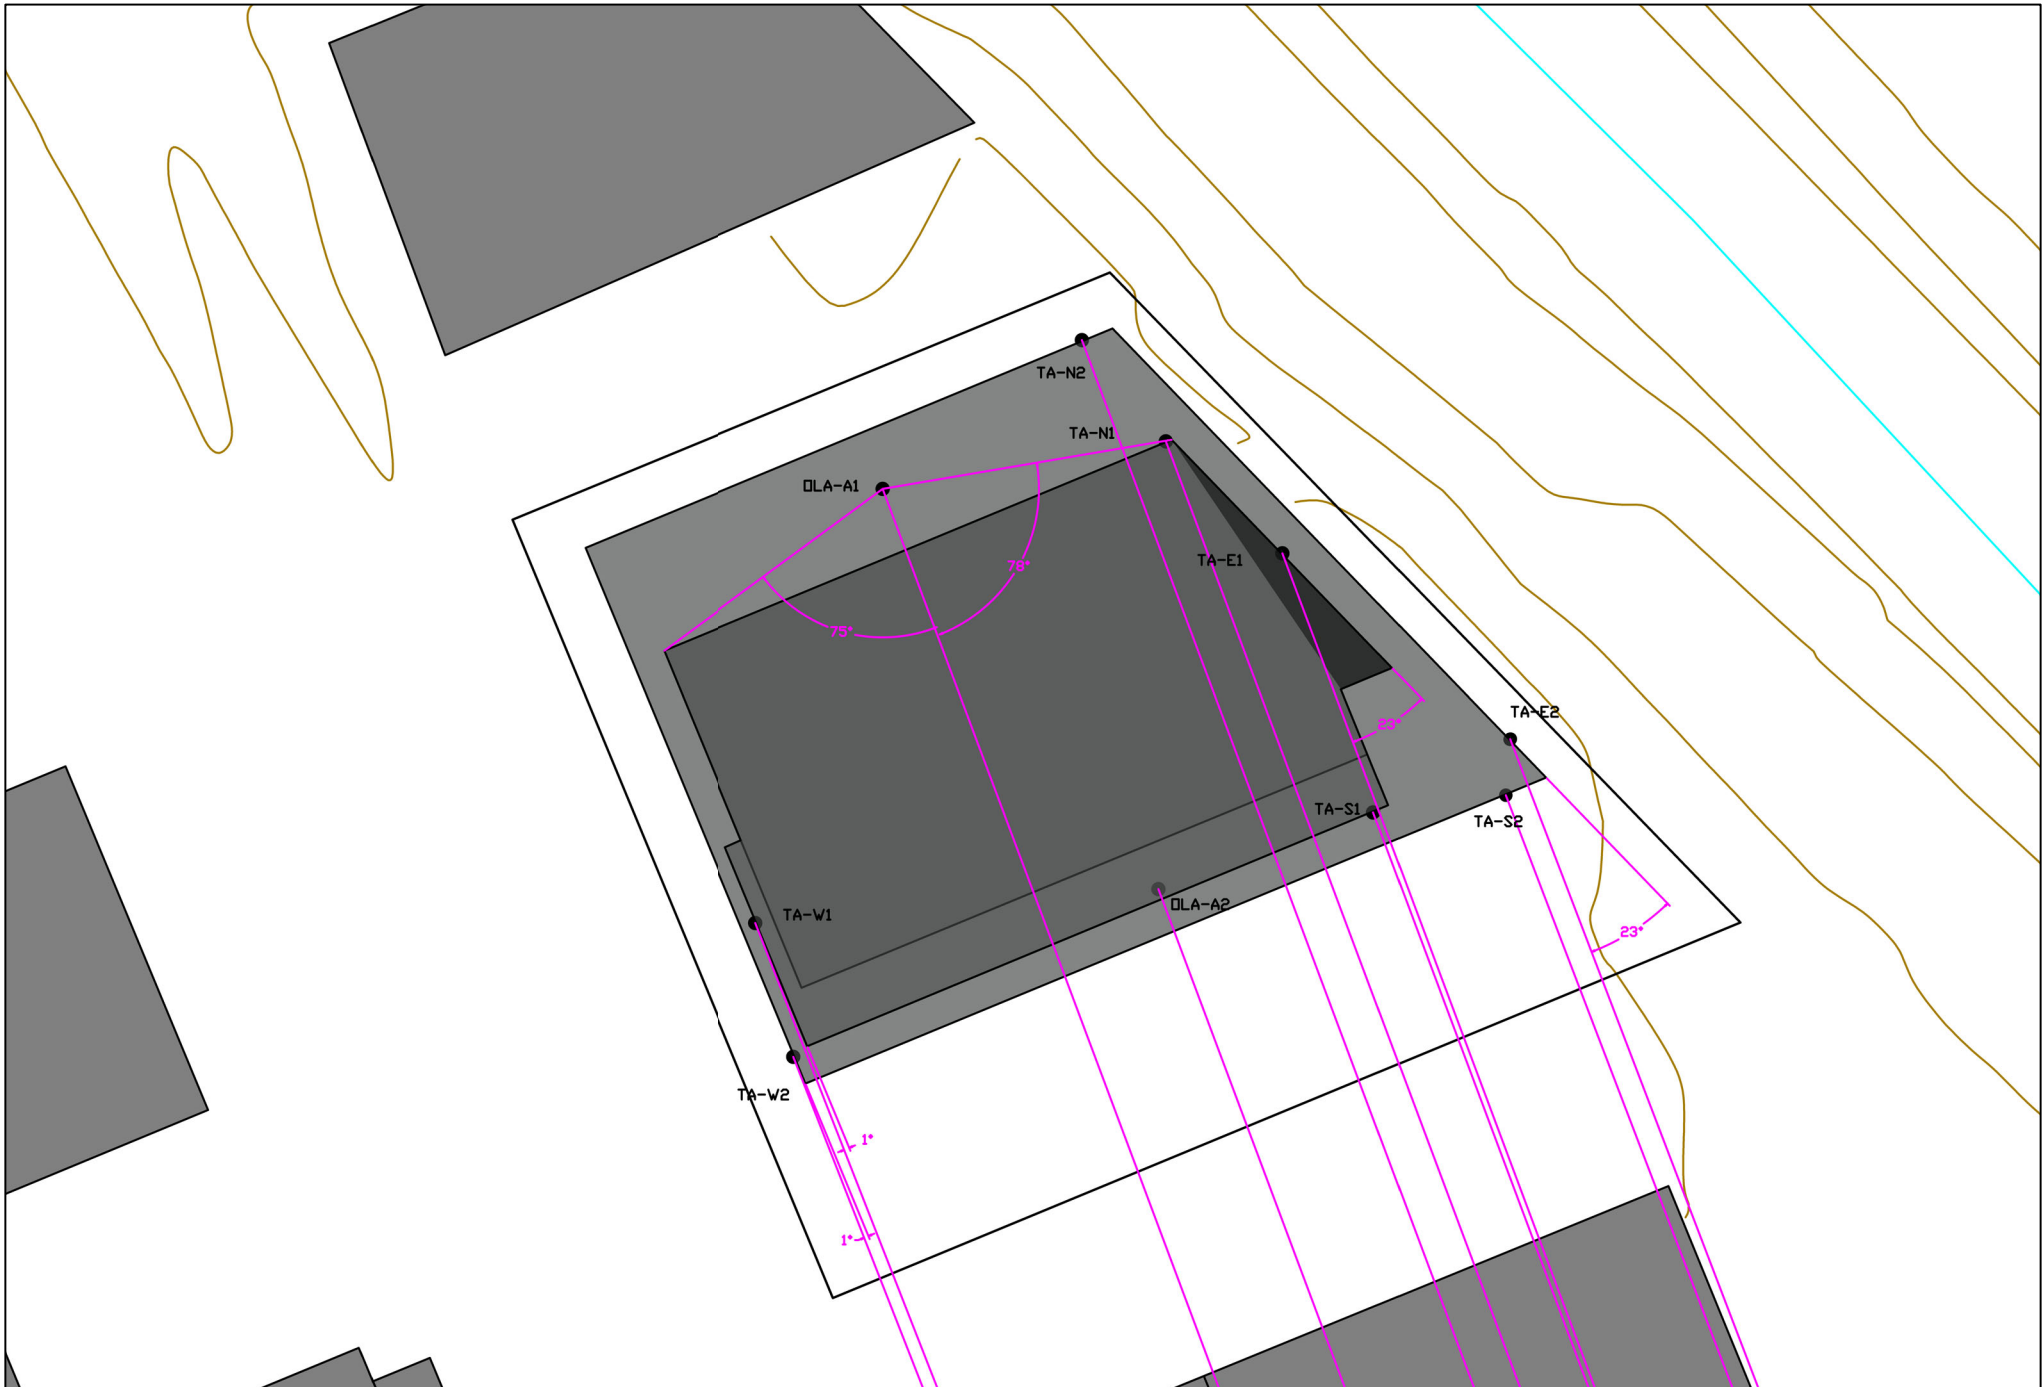 TA-N2
TA-N1
OLA-A1
TA-E1
78°
75°
TA-E2
23°
TA-S1
TA-S2
OLA-A2
TA-W1
23°
TA-W2
1°
1°